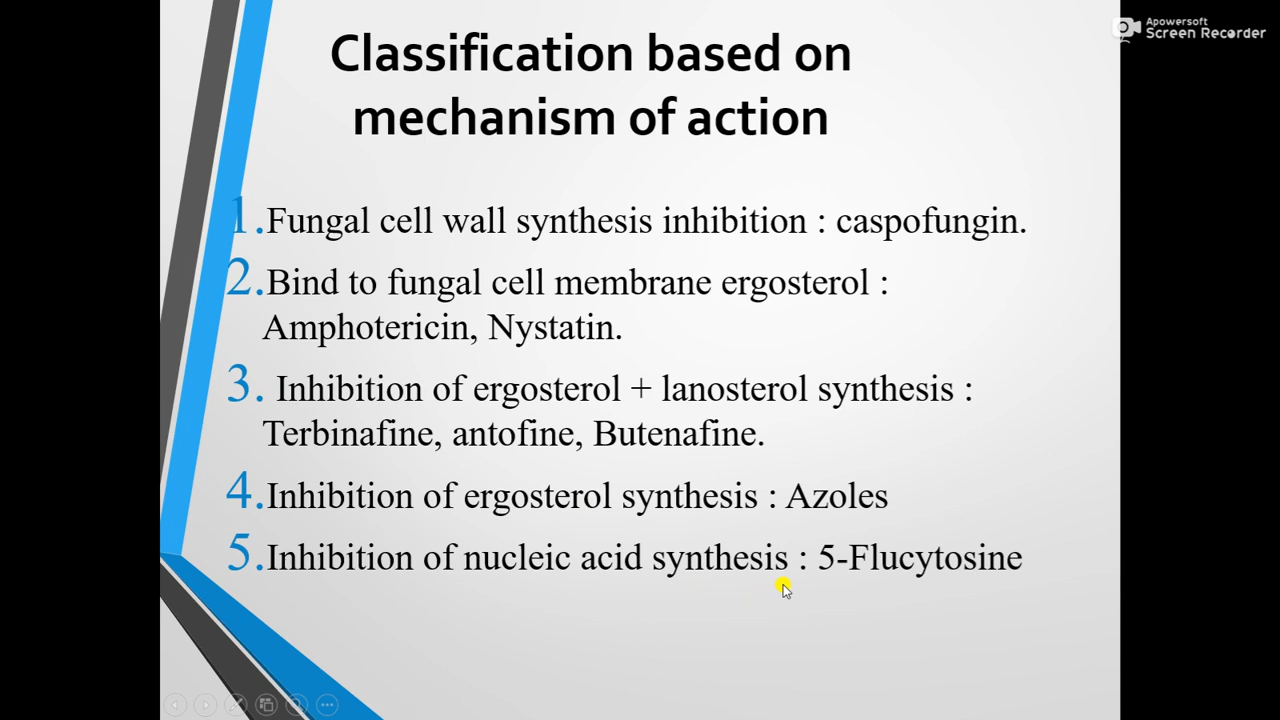 Apowersoft
Screen Recorder
Classification based on
mechanism of action
1.Fungal cell wall synthesis inhibition : caspofungin.
2.Bind to fungal cell membrane ergosterol :
Amphotericin, Nystatin.
3. Inhibition of ergosterol + lanosterol synthesis :
Terbinafine, antofine, Butenafine.
4.Inhibition of ergosterol synthesis : Azoles
5.Inhibition of nucleic acid synthesis : 5-Flucytosine